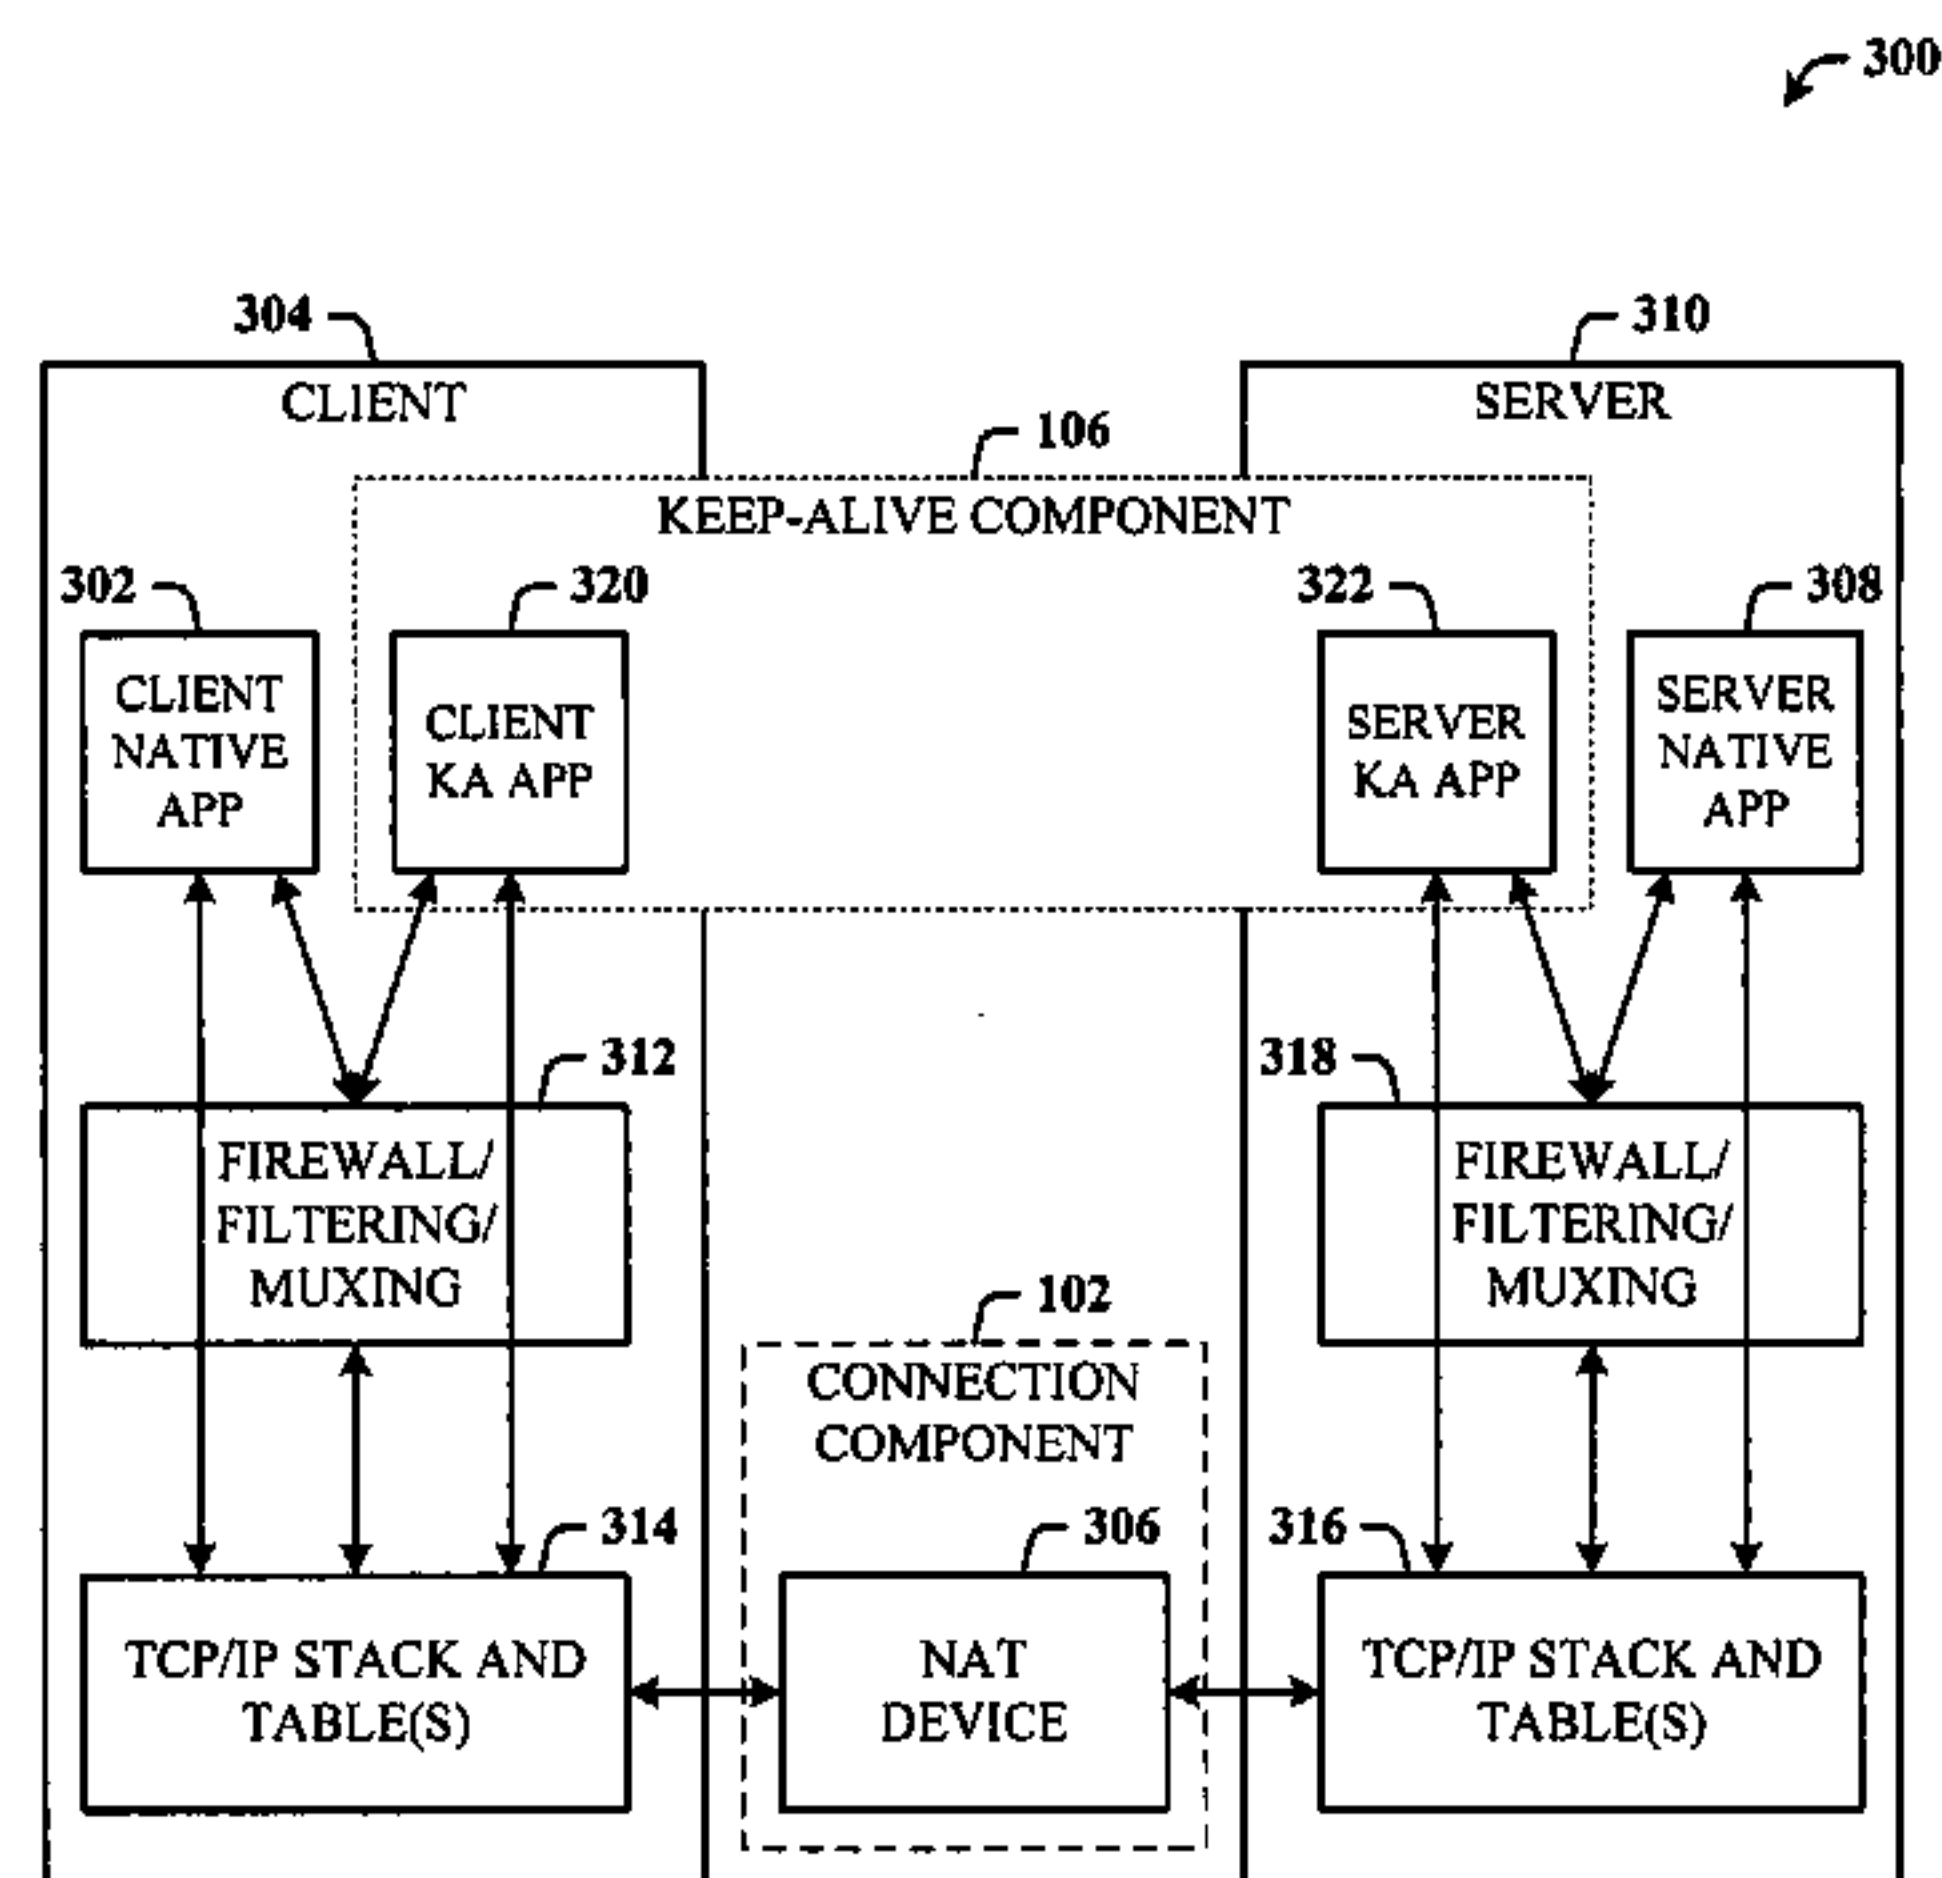 300
304
310
CLIENT
SERVER
106
KEEP-ALIVE COMPONENT
302
320
322
308
CLIENT
NATIVE
APP
CLIENT
KA APP
SERVER
KA APP
SERVER
NATIVE
APP
312
318
FIREWALL/
FILTERING/
MUXING
FIREWALL/
FILTERING/
MUXING
102
CONNECTION
COMPONENT
314
306
316
TCP/IP STACK AND
TABLE(S)
NAT
DEVICE
TCP/IP STACK AND
TABLE(S)